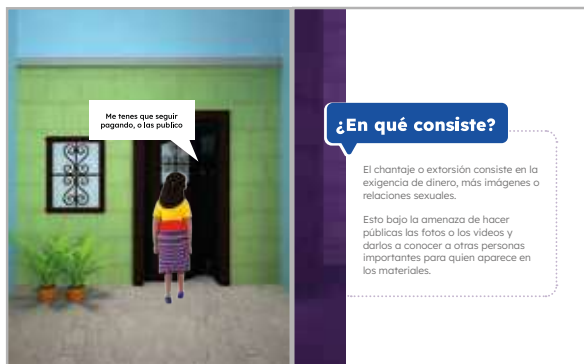 Me tenes que seguir
pagando, o las publico
¿En qué consiste?
El chantaje o extorsión consiste en la
exigencia de dinero, más imágenes o
relaciones sexuales.
Esto bajo la amenaza de hacer
públicas las fotos o los videos y
darlos a conocer a otras personas
importantes para quien aparece en
los materiales.